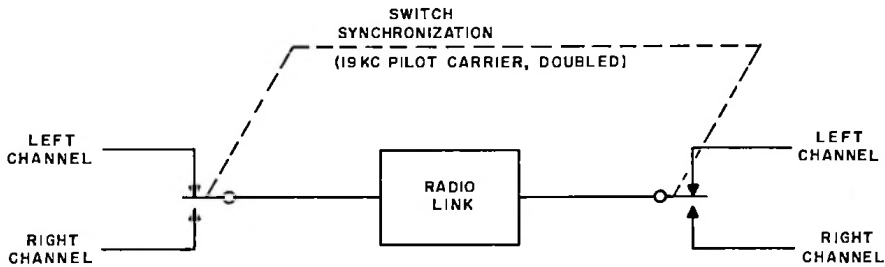 SWITCH
SYNCHRONIZATION
(19KC PILOT CARRIER, DOUBLED)
LEFT
CHANNEL
RADIO
LINK
LEFT
CHANNEL
RIGHT
CHANNEL
RIGHT
CHANNEL